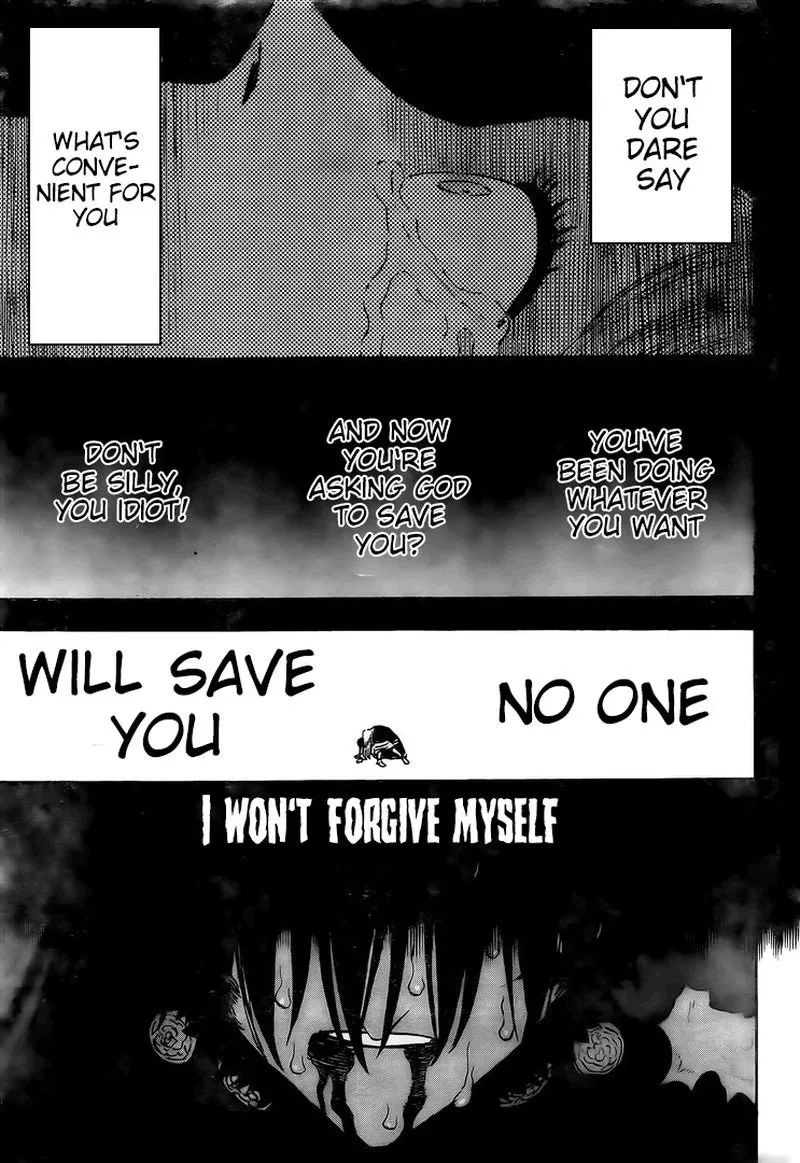 DON'T
YOU
DARE
SAY
WHAT'S
CONVE-
NIENT FOR
YOU
YOU'VE
BEEN DOING
WHATEVER
YOU WANT
AND NOW
YOU'RE
ASKING GOD
TO SAVE
YOU?
DON'T
BE SILLY,
YOU IDIOT!
NO ONE
WILL SAVE
YOU
I WON'T FORGIVE MYSELF